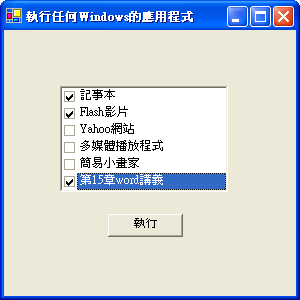 執行任何Windows的應用程式
記事本
Flash影片
Yahoo網站
多媒體播放程式
簡易小畫家
第15章word講義
執行